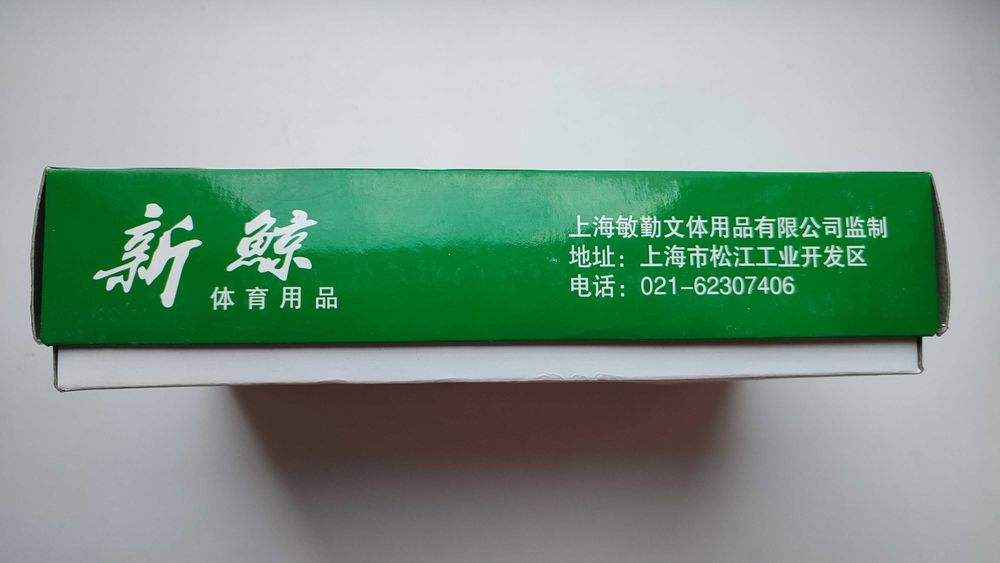 新鲸
体育用品
上海敏勤文体用品有限公司监制
地址：上海市松江工业开发区
电话：021-62307406